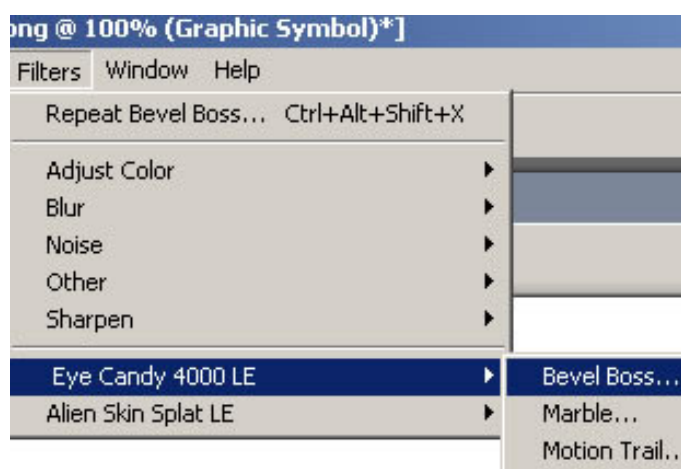 ong @ 100% (Graphic Symbol)*]
Filters Window Help
Repeat Bevel Boss... Ctrl+Alt+Shift+X
Adjust Color
Blur
Noise
Other
Sharpen
Eye Candy 4000 LE
Alien Skin Splat LE
Bevel Boss...
Marble...
Motion Trail..